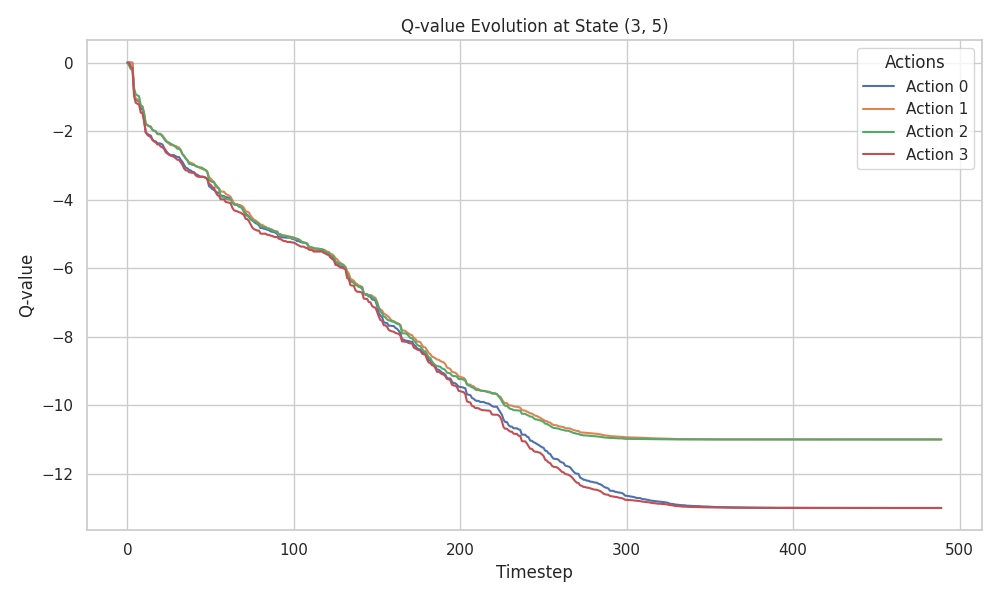 Q-value Evolution at State (3, 5)
Actions
Action 0
Action 1
Action 2
Action 3
Q-value
0
−2
−4
−6
−8
−10
−12
0 100 200 300 400 500
Timestep